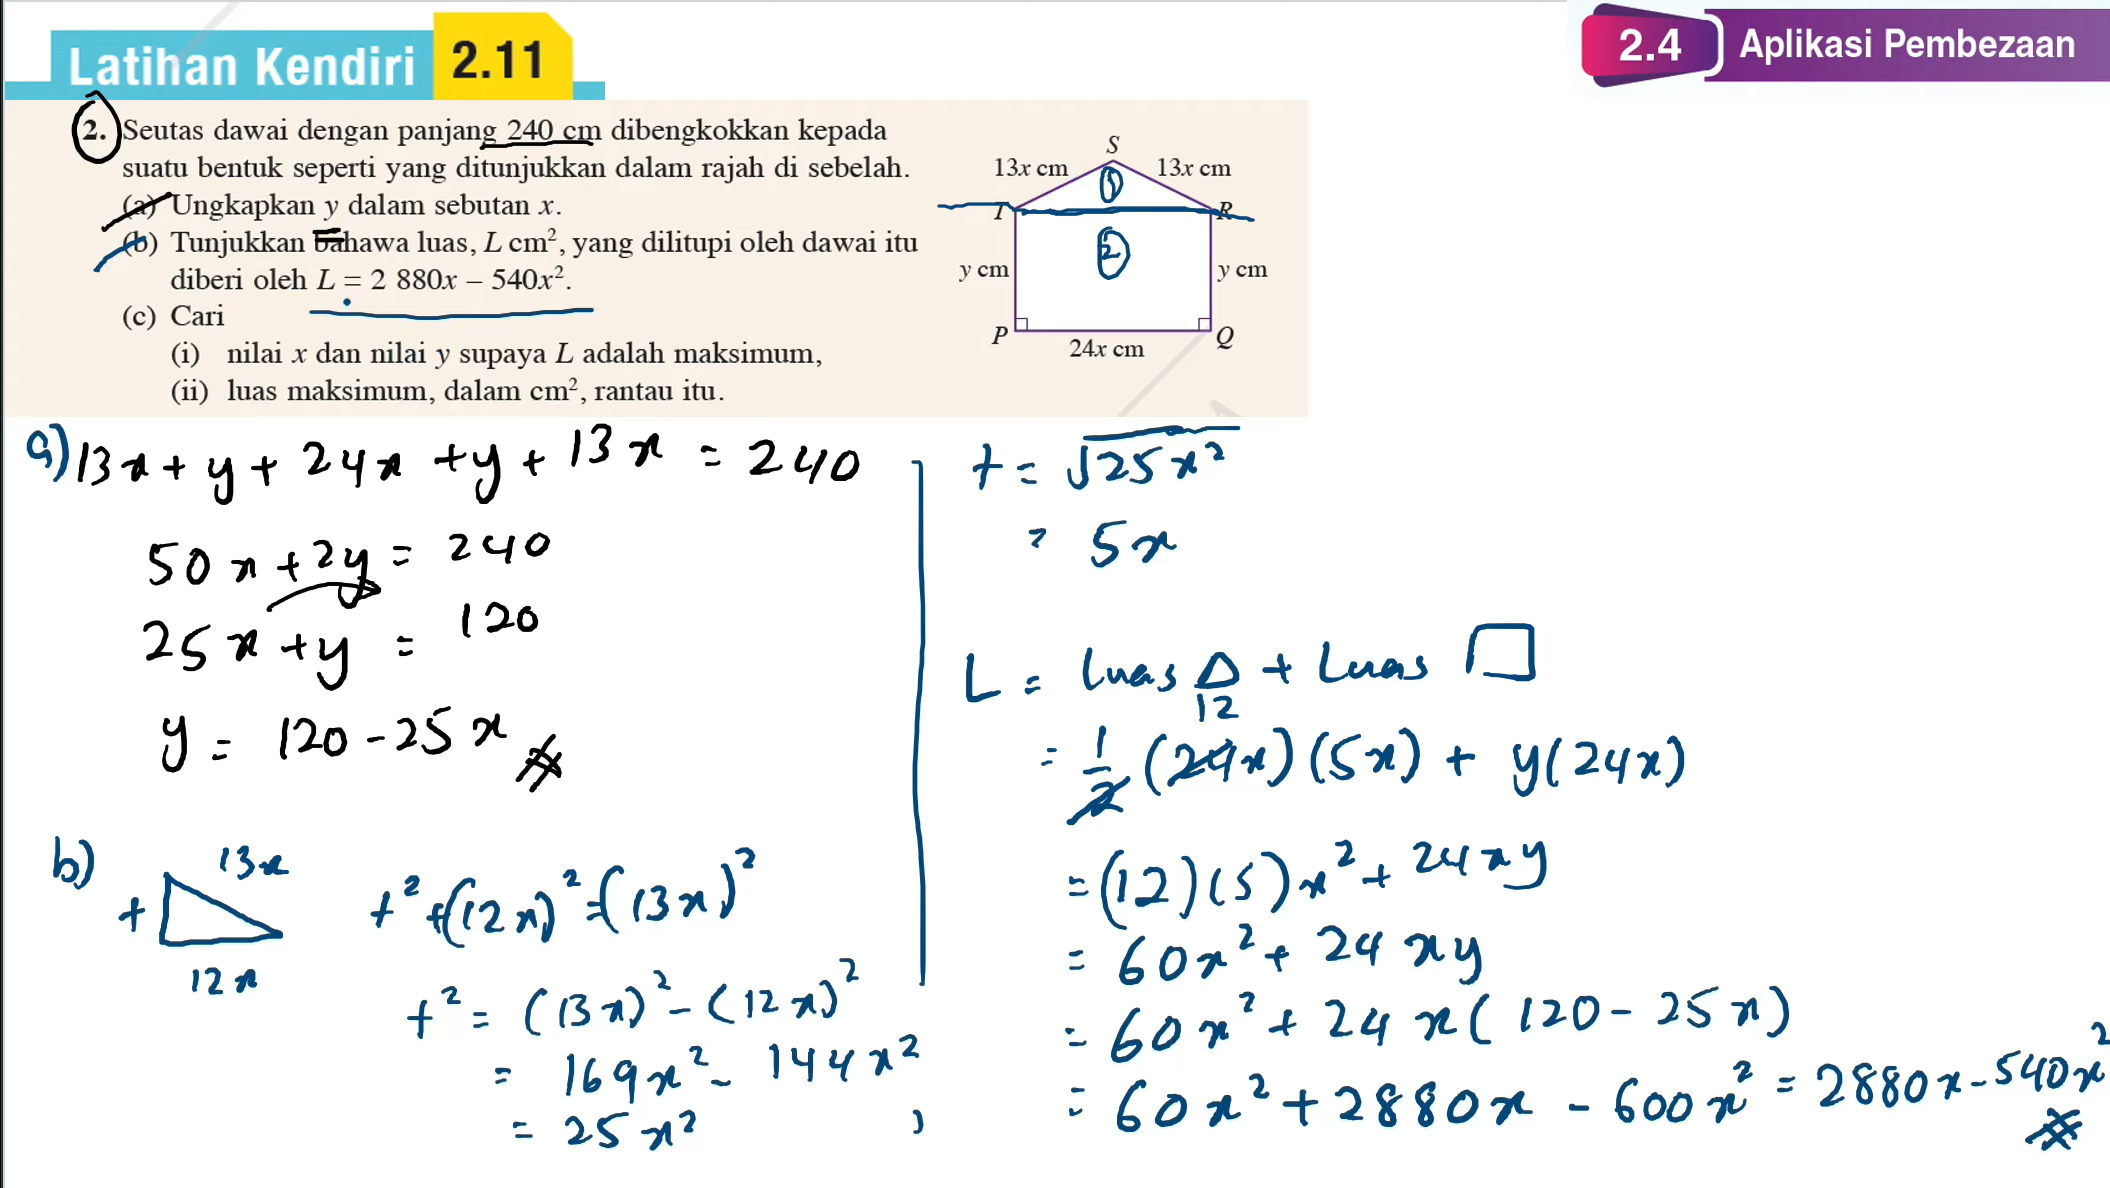 Latihan Kendiri 2.11
2.4 Aplikasi Pembezaan
2. Seutas dawai dengan panjang 240 cm dibengkokkan kepada
suatu bentuk seperti yang ditunjukkan dalam rajah di sebelah.
(a) Ungkapkan y dalam sebutan x.
(b) Tunjukkan bahawa luas, L cm², yang dilitupi oleh dawai itu
diberi oleh L = 2 880x – 540x².
(c) Cari
(i) nilai x dan nilai y supaya L adalah maksimum,
(ii) luas maksimum, dalam cm², rantau itu.
S
13x cm 13x cm
1
T R
2
y cm y cm
P Q
24x cm
a) 13x + y + 24x + y + 13x = 240
50x + 2y = 240
25x + y = 120
y = 120 - 25x
b) 13x
t
12x
t² + (12x)² = (13x)²
t² = (13x)² - (12x)²
= 169x² - 144x²
= 25x²
t = √25x²
= 5x
L = Luas △ + Luas □
12
= 1/2 (24x)(5x) + y(24x)
= (12)(5)x² + 24xy
= 60x² + 24xy
= 60x² + 24x(120 - 25x)
= 60x² + 2880x - 600x² = 2880x - 540x²